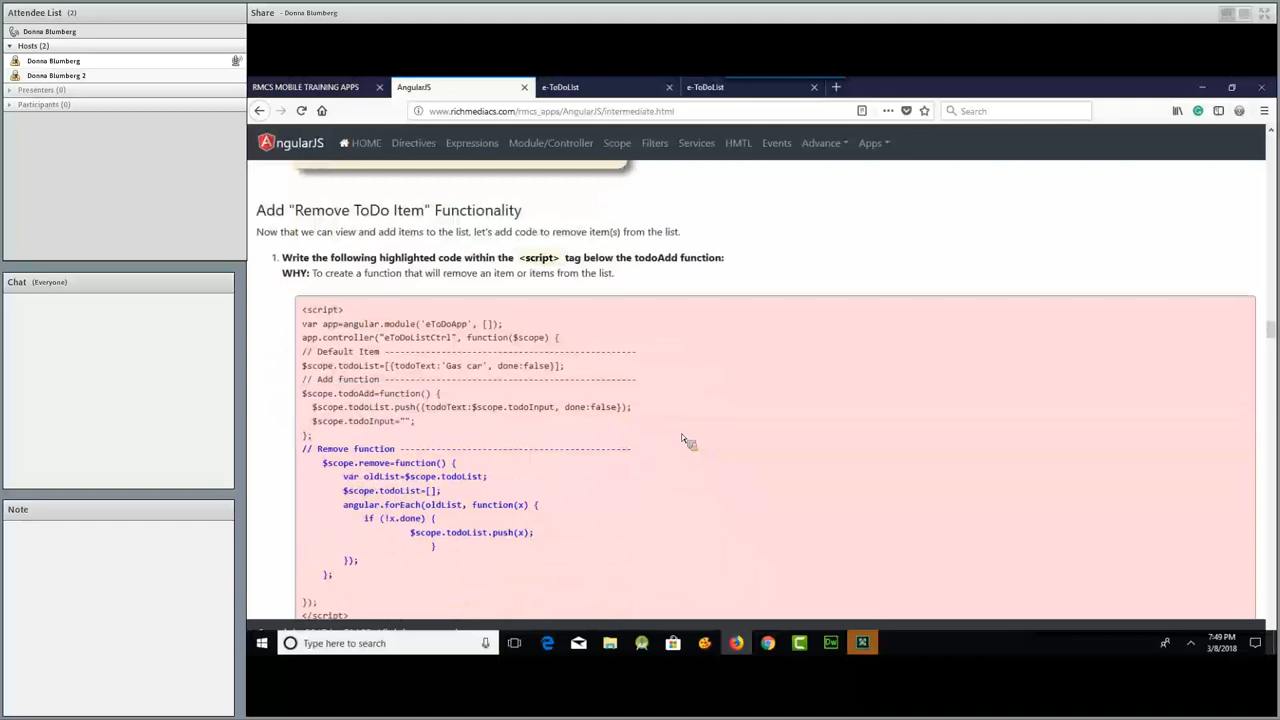 Attendee List (2)
Donna Blumberg
Hosts (2)
Donna Blumberg
Donna Blumberg 2
Presenters (0)
Participants (0)
Chat (Everyone)
Note
Share - Donna Blumberg
RMCS MOBILE TRAINING APPS
AngularJS
e-ToDoList
e-ToDoList
www.richmediacs.com/rmcs_apps/AngularJS/intermediate.html
Search
AngularJS HOME Directives Expressions Module/Controller Scope Filters Services HMTL Events Advance Apps
Add "Remove ToDo Item" Functionality
Now that we can view and add items to the list, let's add code to remove item(s) from the list.
1. Write the following highlighted code within the <script> tag below the todoAdd function:
WHY: To create a function that will remove an item or items from the list.
<script>
var app=angular.module('eToDoApp', []);
app.controller("eToDoListCtrl", function($scope) {
// Default Item ---------------------------------------------
$scope.todoList=[{todoText:'Gas car', done:false}];
// Add function ---------------------------------------------
$scope.todoAdd=function() {
$scope.todoList.push({todoText:$scope.todoInput, done:false});
$scope.todoInput="";
};
// Remove function -----------------------------------------
$scope.remove=function() {
var oldList=$scope.todoList;
$scope.todoList=[];
angular.forEach(oldList, function(x) {
if (!x.done) {
$scope.todoList.push(x);
}
});
};
});
</script>
Type here to search
Dw
7:49 PM
3/8/2018